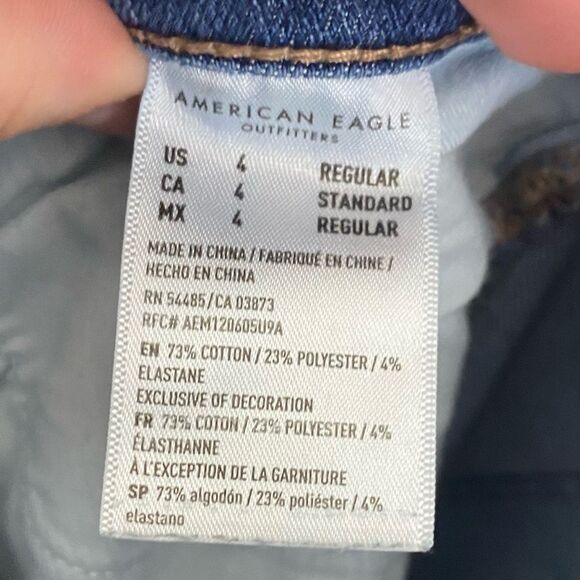 AMERICAN EAGLE
OUTFITTERS
US 4 REGULAR
CA 4 STANDARD
MX 4 REGULAR
MADE IN CHINA / FABRIQUÉ EN CHINE /
HECHO EN CHINA
RN 54485/CA 03873
RFC# AEM120605U9A
EN 73% COTTON / 23% POLYESTER / 4%
ELASTANE
EXCLUSIVE OF DECORATION
FR 73% COTON / 23% POLYESTER / 4%
ÉLASTHANNE
À L'EXCEPTION DE LA GARNITURE
SP 73% algodón / 23% poliéster / 4%
elastano